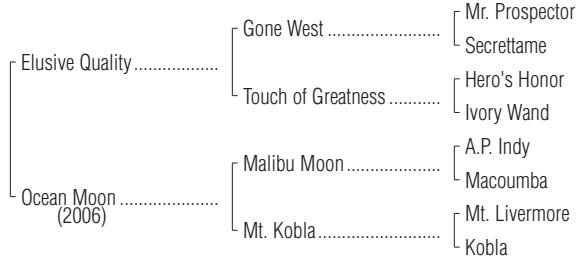 Mr. Prospector
Gone West
Secrettame
Elusive Quality
Hero's Honor
Touch of Greatness
Ivory Wand
A.P. Indy
Malibu Moon
Macoumba
Ocean Moon
(2006)
Mt. Livermore
Mt. Kobla
Kobla